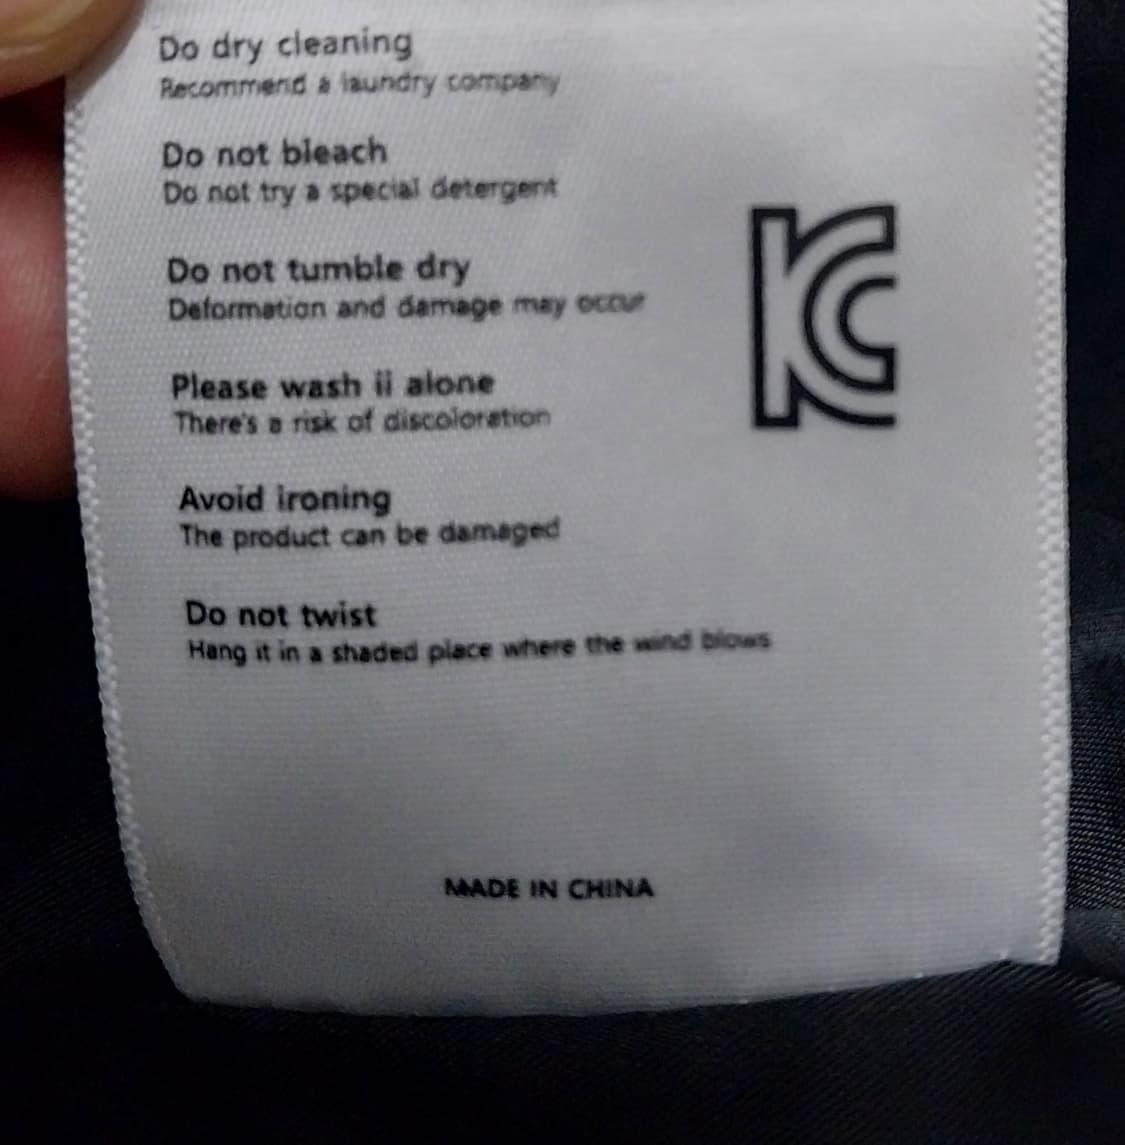 Do dry cleaning
Recommend a laundry company
Do not bleach
Do not try a special detergent
Do not tumble dry
Deformation and damage may occur
Please wash ii alone
There's a risk of discoloration
Avoid ironing
The product can be damaged
Do not twist
Hang it in a shaded place where the wind blows
KC
MADE IN CHINA